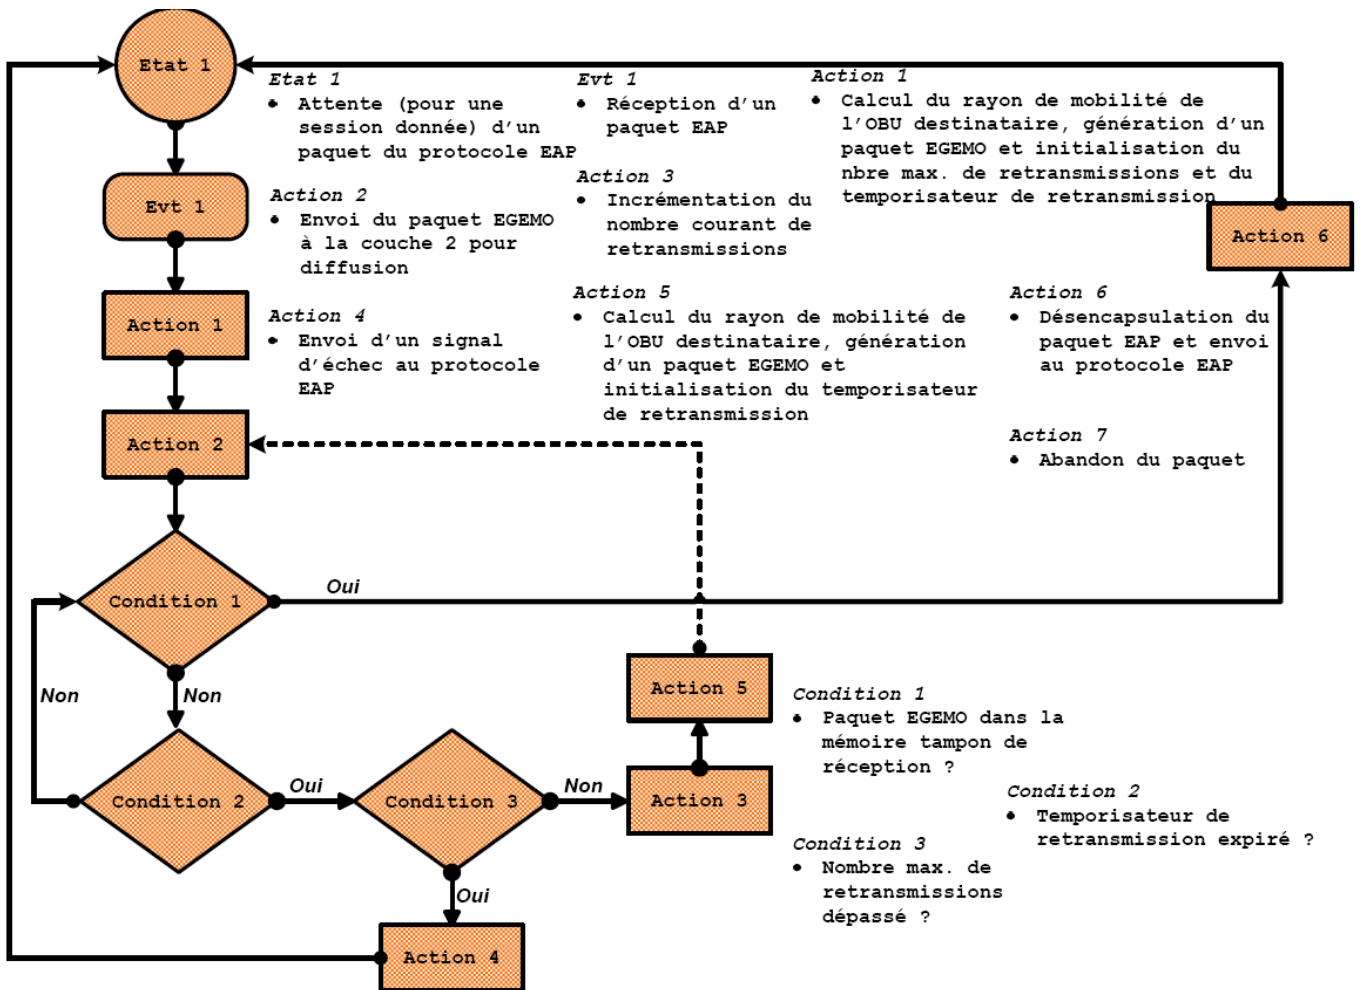 Etat 1
Evt 1
Action 1
Action 2
Condition 1
Oui
Non
Non
Condition 2
Oui
Condition 3
Non
Action 3
Action 5
Oui
Action 4
Action 6
Etat 1
• Attente (pour une
session donnée) d'un
paquet du protocole EAP
Evt 1
• Réception d'un
paquet EAP
Action 1
• Calcul du rayon de mobilité de
l'OBU destinataire, génération d'un
paquet EGEMO et initialisation du
nbre max. de retransmissions et du
temporisateur de retransmission
Action 2
• Envoi du paquet EGEMO
à la couche 2 pour
diffusion
Action 3
• Incrémentation du
nombre courant de
retransmissions
Action 4
• Envoi d'un signal
d'échec au protocole
EAP
Action 5
• Calcul du rayon de mobilité de
l'OBU destinataire, génération
d'un paquet EGEMO et
initialisation du temporisateur
de retransmission
Action 6
• Désencapsulation du
paquet EAP et envoi
au protocole EAP
Action 7
• Abandon du paquet
Condition 1
• Paquet EGEMO dans la
mémoire tampon de
réception ?
Condition 2
• Temporisateur de
retransmission expiré ?
Condition 3
• Nombre max. de
retransmissions
dépassé ?